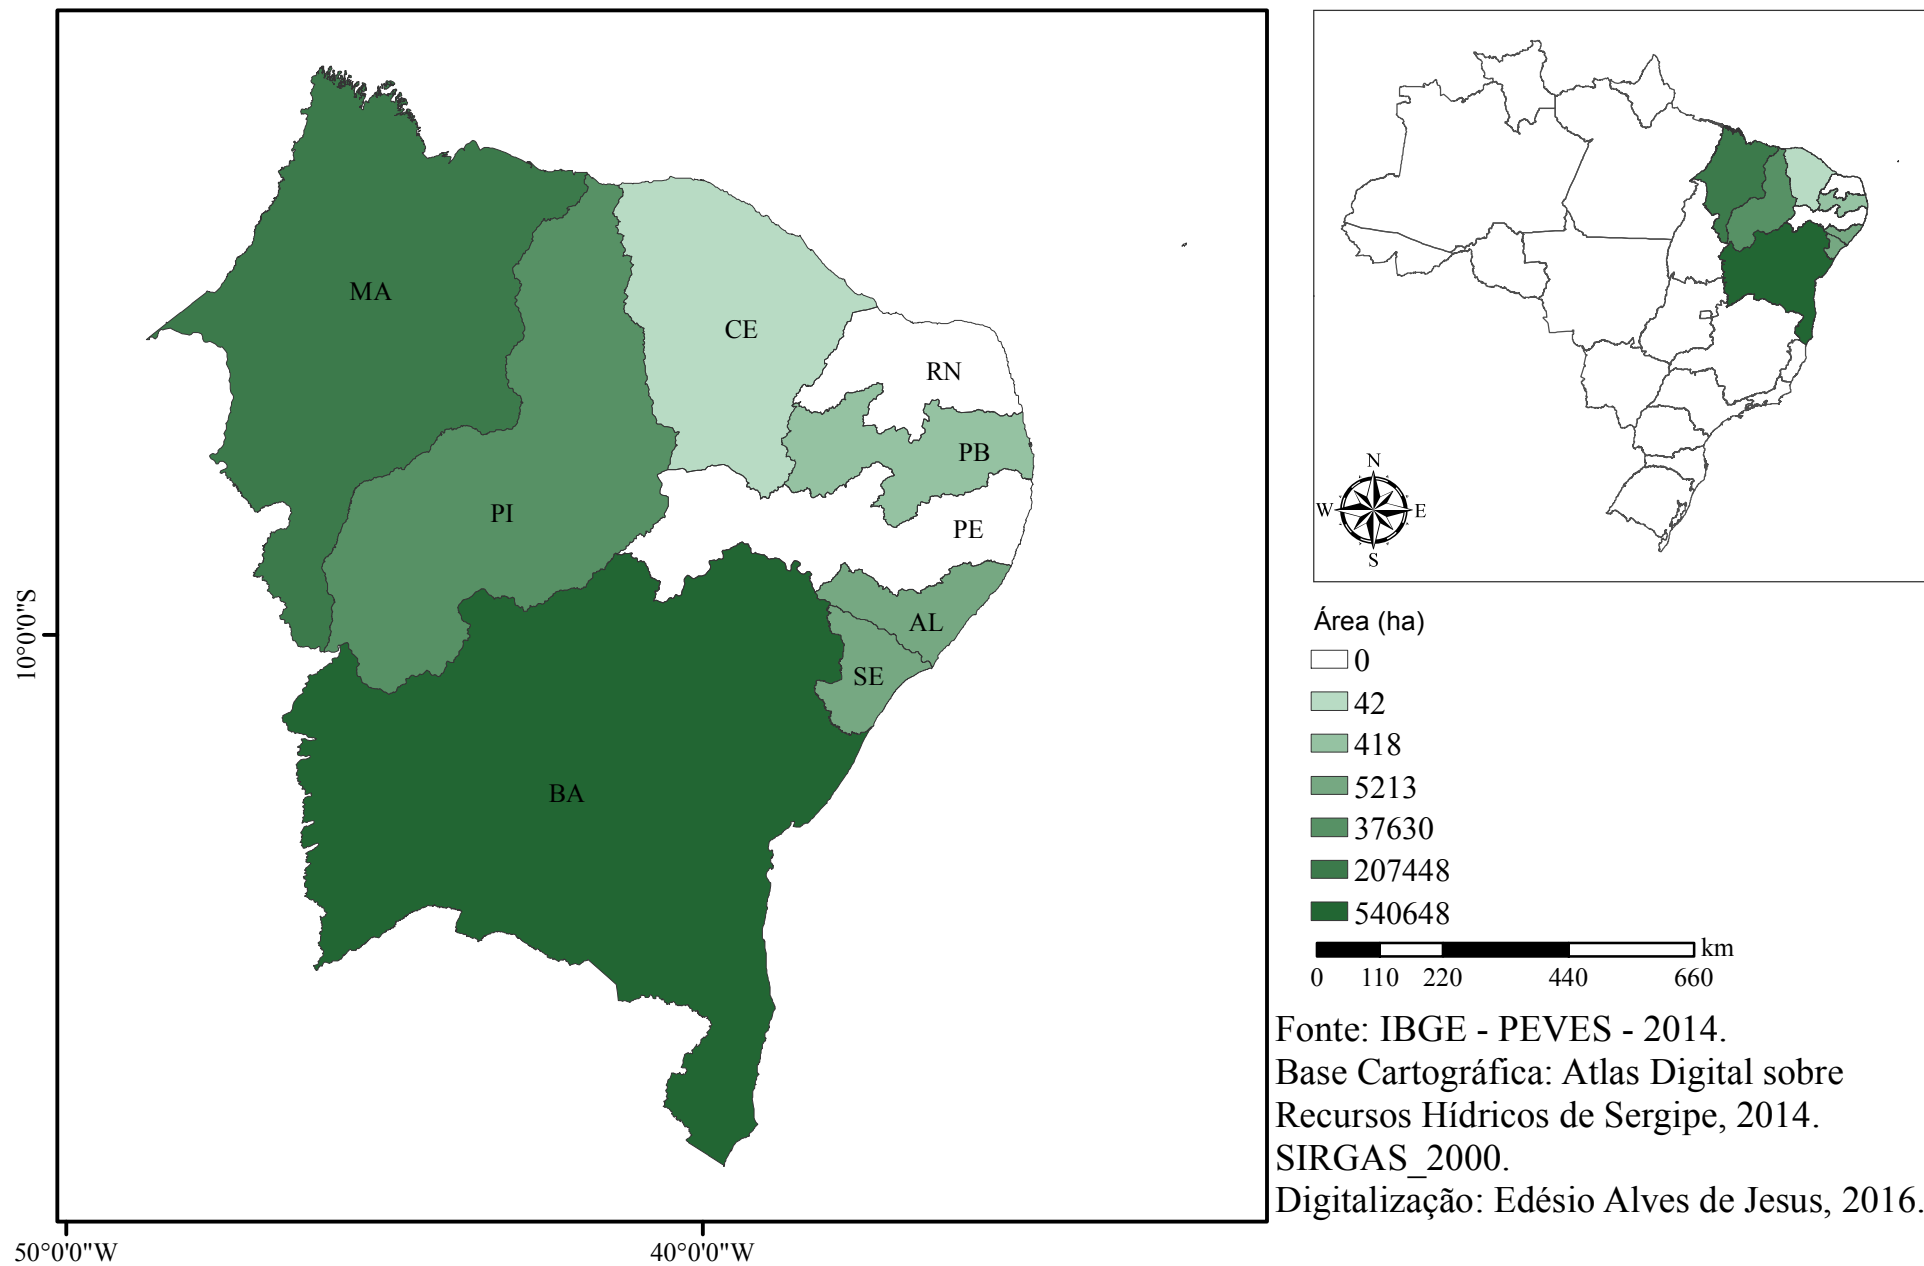 MA
CE
RN
PB
PI
PE
AL
SE
BA
10°0'0"S
50°0'0"W
40°0'0"W
N
W
E
S
Área (ha)
0
42
418
5213
37630
207448
540648
km
0 110 220 440 660
Fonte: IBGE - PEVES - 2014.
Base Cartográfica: Atlas Digital sobre
Recursos Hídricos de Sergipe, 2014.
SIRGAS_2000.
Digitalização: Edésio Alves de Jesus, 2016.